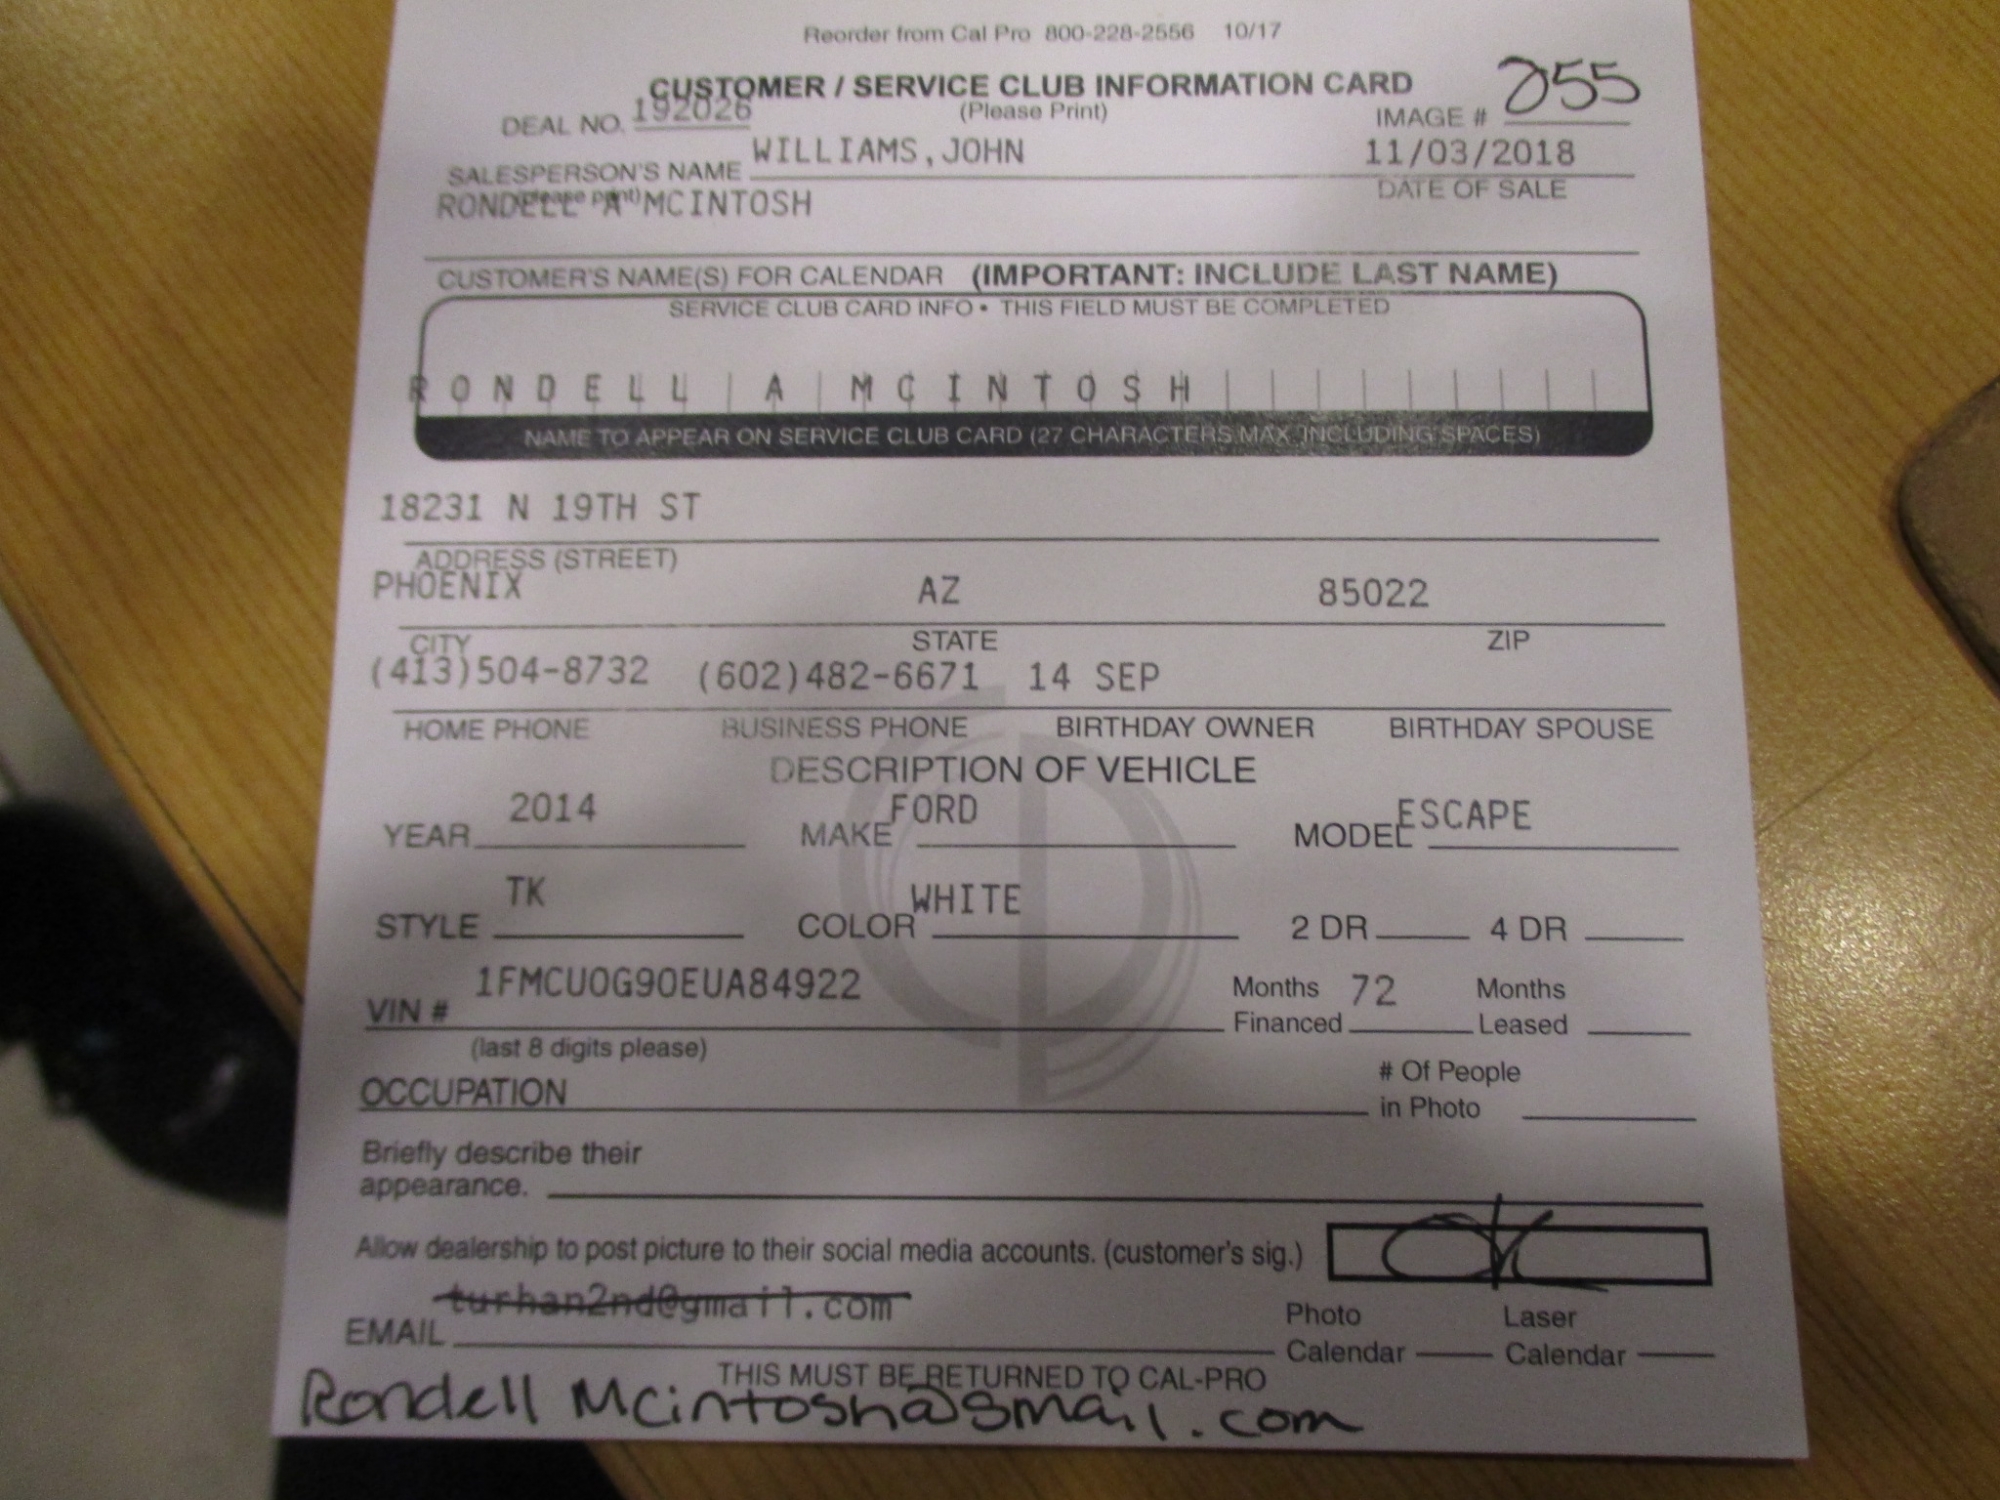 Reorder from Cal Pro 800-228-2556 10/17
CUSTOMER / SERVICE CLUB INFORMATION CARD
(Please Print)
DEAL NO. 192026
IMAGE # 255
SALESPERSON'S NAME WILLIAMS,JOHN 11/03/2018
(please print) DATE OF SALE
RONDELL A MCINTOSH
CUSTOMER'S NAME(S) FOR CALENDAR (IMPORTANT: INCLUDE LAST NAME)
SERVICE CLUB CARD INFO • THIS FIELD MUST BE COMPLETED
RONDELL A MCINTOSH
NAME TO APPEAR ON SERVICE CLUB CARD (27 CHARACTERS MAX INCLUDING SPACES)
18231 N 19TH ST
ADDRESS (STREET)
PHOENIX AZ 85022
CITY STATE ZIP
(413)504-8732 (602)482-6671 14 SEP
HOME PHONE BUSINESS PHONE BIRTHDAY OWNER BIRTHDAY SPOUSE
DESCRIPTION OF VEHICLE
YEAR 2014 MAKE FORD MODEL ESCAPE
STYLE TK COLOR WHITE 2 DR 4 DR
VIN # 1FMCU0G90EUA84922 Months Financed 72 Months Leased
(last 8 digits please)
OCCUPATION # Of People in Photo
Briefly describe their
appearance.
Allow dealership to post picture to their social media accounts. (customer's sig.) OK
turhan2nd@gmail.com
EMAIL Photo Calendar Laser Calendar
THIS MUST BE RETURNED TO CAL-PRO
Rondell Mcintosh@gmail.com